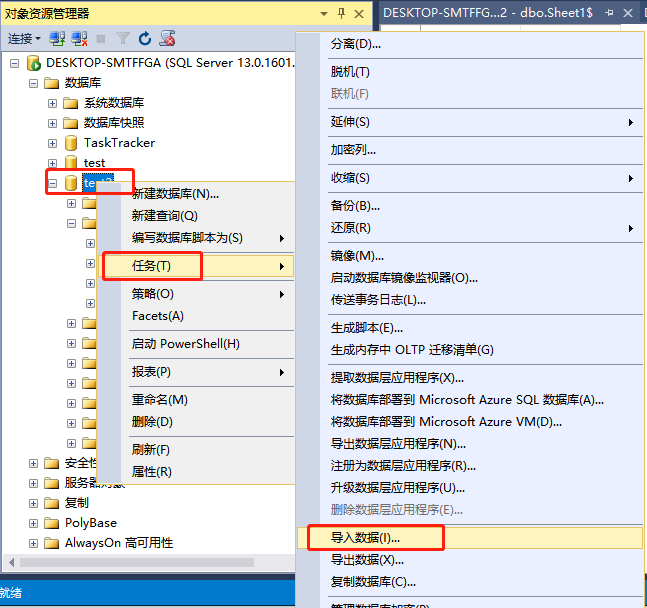 对象资源管理器
DESKTOP-SMTFFG...2 - dbo.Sheet1$
连接
DESKTOP-SMTFFGA (SQL Server 13.0.1601.
数据库
系统数据库
数据库快照
TaskTracker
test
安全性
服务器对象
复制
PolyBase
AlwaysOn 高可用性
就绪
新建数据库(N)...
新建查询(Q)
编写数据库脚本为(S)
任务(T)
策略(O)
Facets(A)
启动 PowerShell(H)
报表(P)
重命名(M)
删除(D)
刷新(F)
属性(R)
分离(D)...
脱机(T)
联机(F)
延伸(S)
加密列...
收缩(S)
备份(B)...
还原(R)
镜像(M)...
启动数据库镜像监视器(O)...
传送事务日志(L)...
生成脚本(E)...
生成内存中 OLTP 迁移清单(G)
提取数据层应用程序(X)...
将数据库部署到 Microsoft Azure SQL 数据库(A)...
将数据库部署到 Microsoft Azure VM(D)...
导出数据层应用程序(N)...
注册为数据层应用程序(R)...
升级数据层应用程序(U)...
删除数据层应用程序(E)...
导入数据(I)...
导出数据(X)...
复制数据库(C)...